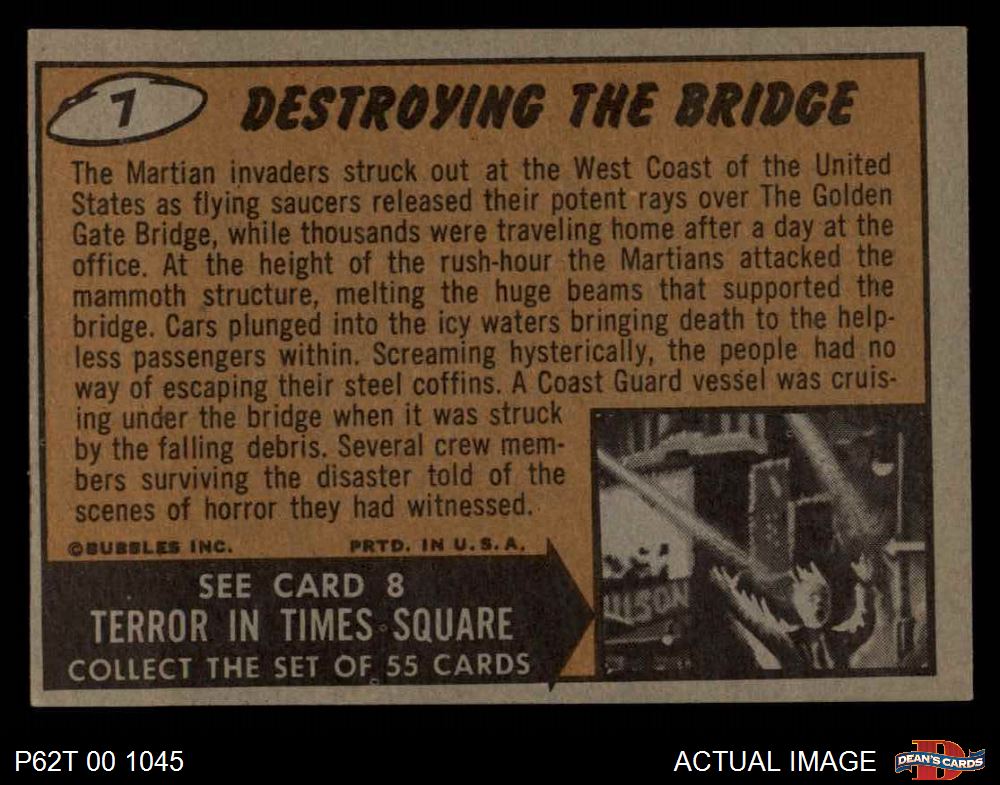 7
DESTROYING THE BRIDGE
The Martian invaders struck out at the West Coast of the United
States as flying saucers released their potent rays over The Golden
Gate Bridge, while thousands were traveling home after a day at the
office. At the height of the rush-hour the Martians attacked the
mammoth structure, melting the huge beams that supported the
bridge. Cars plunged into the icy waters bringing death to the help-
less passengers within. Screaming hysterically, the people had no
way of escaping their steel coffins. A Coast Guard vessel was cruis-
ing under the bridge when it was struck
by the falling debris. Several crew mem-
bers surviving the disaster told of the
scenes of horror they had witnessed.
©BUBBLES INC. PRTD. IN U.S.A.
SEE CARD 8
TERROR IN TIMES SQUARE
COLLECT THE SET OF 55 CARDS
P62T 00 1045
ACTUAL IMAGE
DEAN'S CARDS